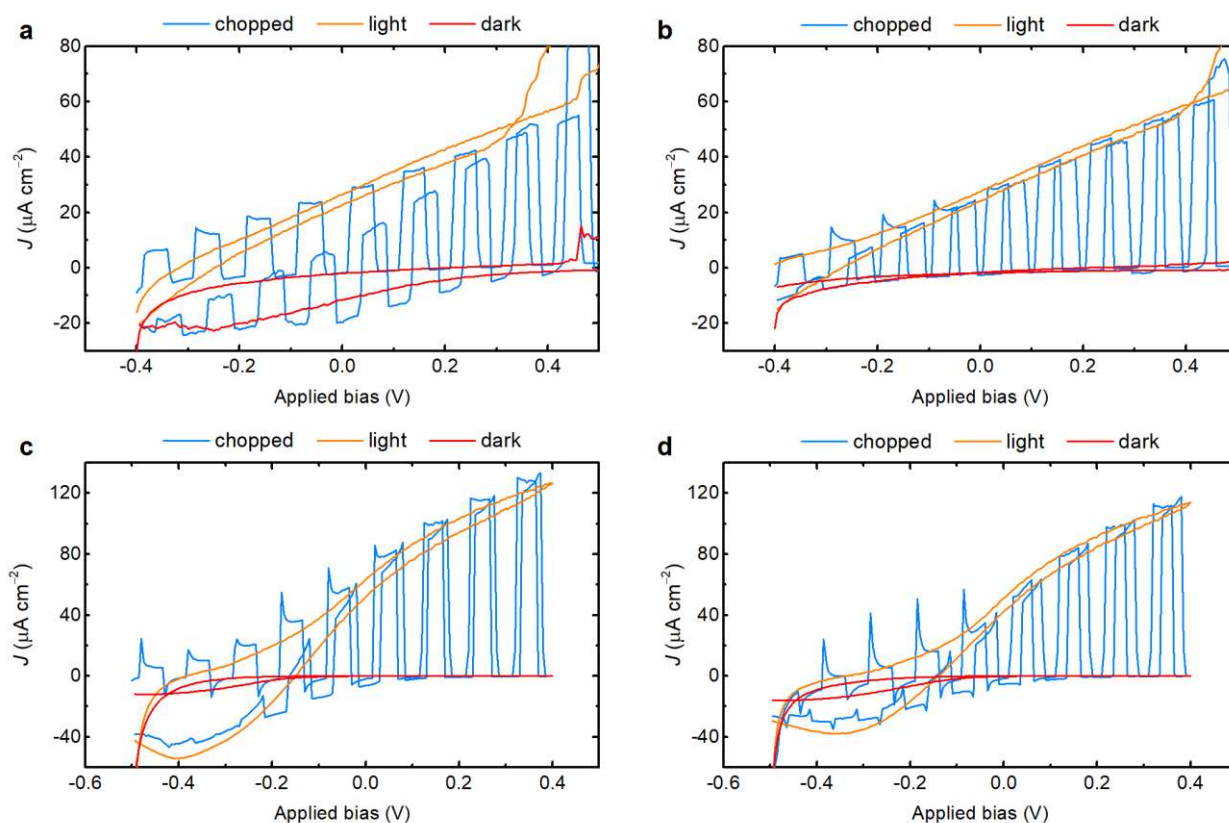 a
chopped light dark
80
60
40
20
0
-20
J (μA cm−2)
-0.4 -0.2 0.0 0.2 0.4
Applied bias (V)
b
chopped light dark
80
60
40
20
0
-20
J (μA cm−2)
-0.4 -0.2 0.0 0.2 0.4
Applied bias (V)
c
chopped light dark
120
80
40
0
-40
J (μA cm−2)
-0.6 -0.4 -0.2 0.0 0.2 0.4
Applied bias (V)
d
chopped light dark
120
80
40
0
-40
J (μA cm−2)
-0.6 -0.4 -0.2 0.0 0.2 0.4
Applied bias (V)